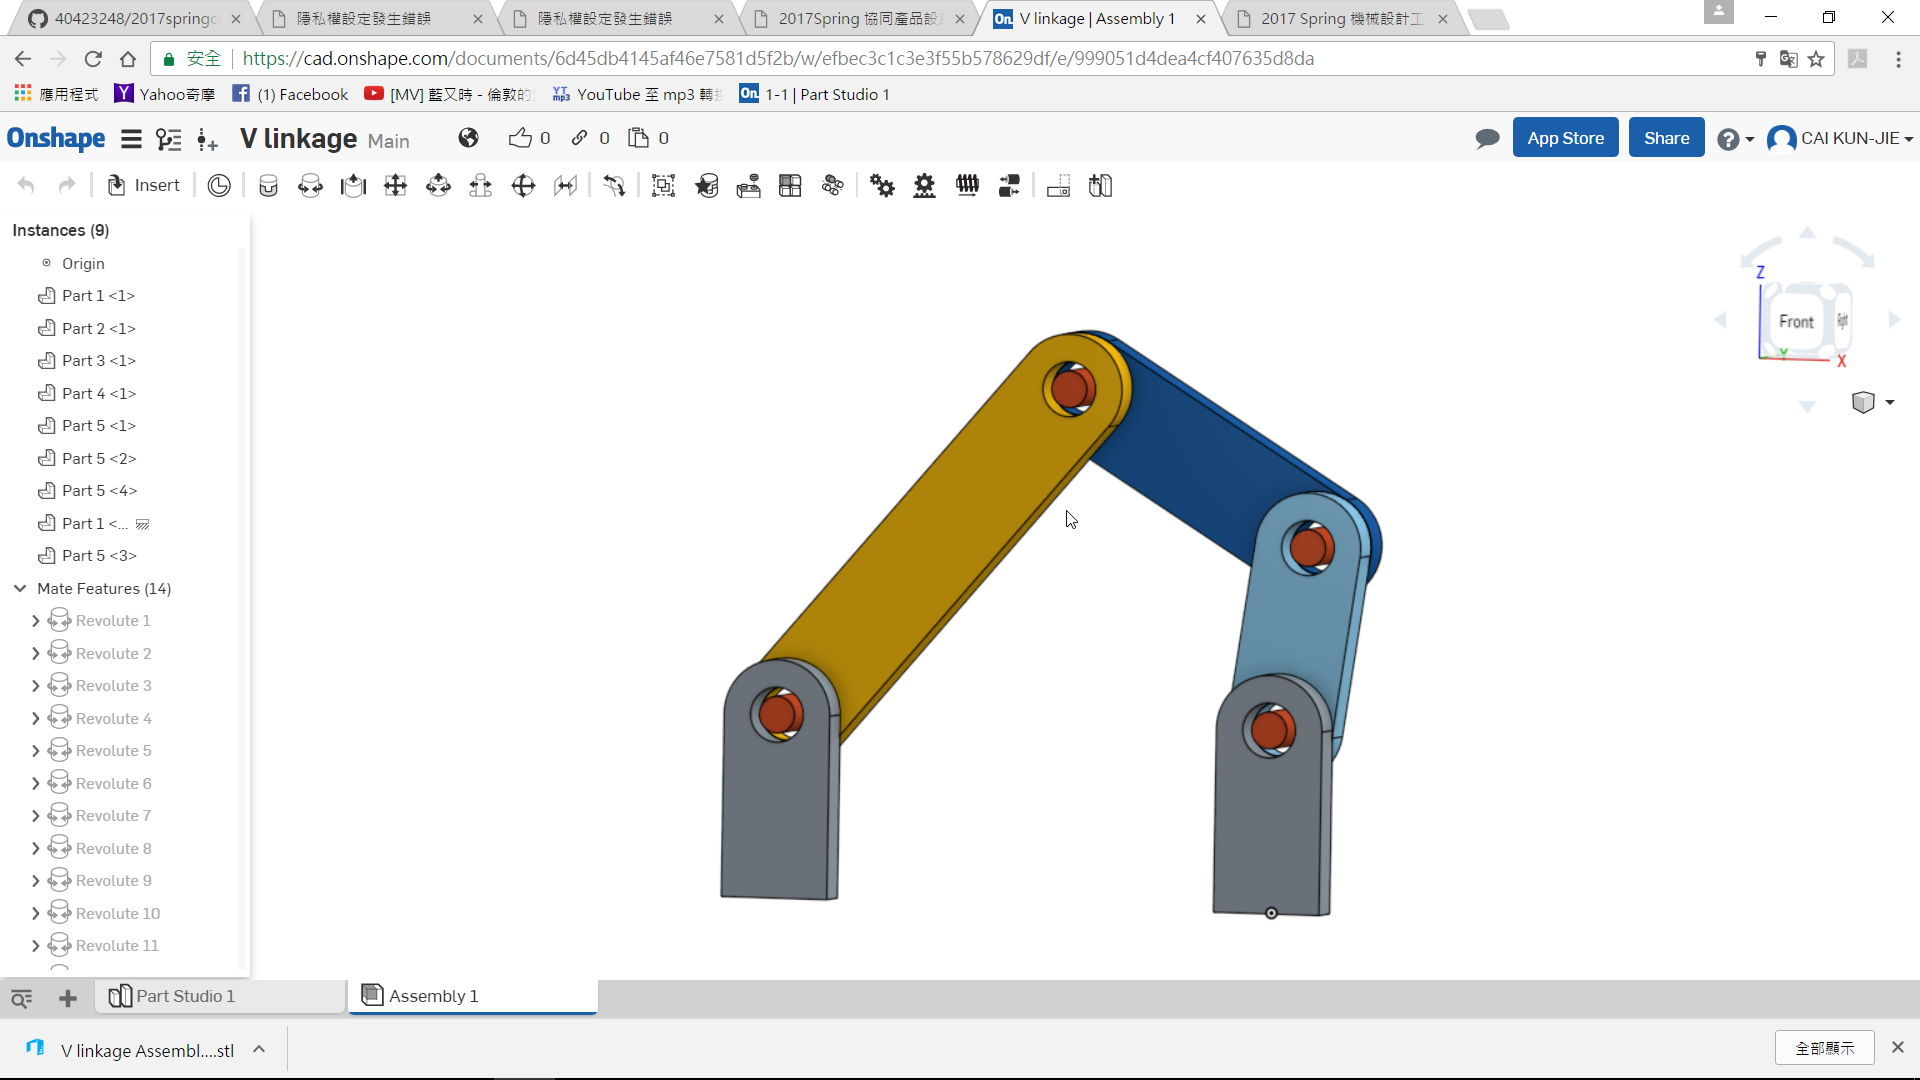 40423248/2017springc
隱私權設定發生錯誤
隱私權設定發生錯誤
2017Spring 協同產品設
V linkage | Assembly 1
2017 Spring 機械設計工
安全
https://cad.onshape.com/documents/6d45db4145af46e7581d5f2b/w/efbec3c1c3e3f55b578629df/e/999051d4dea4cf407635d8da
應用程式
Yahoo奇摩
(1) Facebook
[MV] 藍又時 - 倫敦的
YouTube 至 mp3 轉
1-1 | Part Studio 1
Onshape
V linkage Main
0
0
0
App Store
Share
CAI KUN-JIE
Insert
Instances (9)
Origin
Part 1 <1>
Part 2 <1>
Part 3 <1>
Part 4 <1>
Part 5 <1>
Part 5 <2>
Part 5 <4>
Part 1 <...
Part 5 <3>
Mate Features (14)
Revolute 1
Revolute 2
Revolute 3
Revolute 4
Revolute 5
Revolute 6
Revolute 7
Revolute 8
Revolute 9
Revolute 10
Revolute 11
Z
Front
Right
Y
X
Part Studio 1
Assembly 1
V linkage Assembl....stl
全部顯示